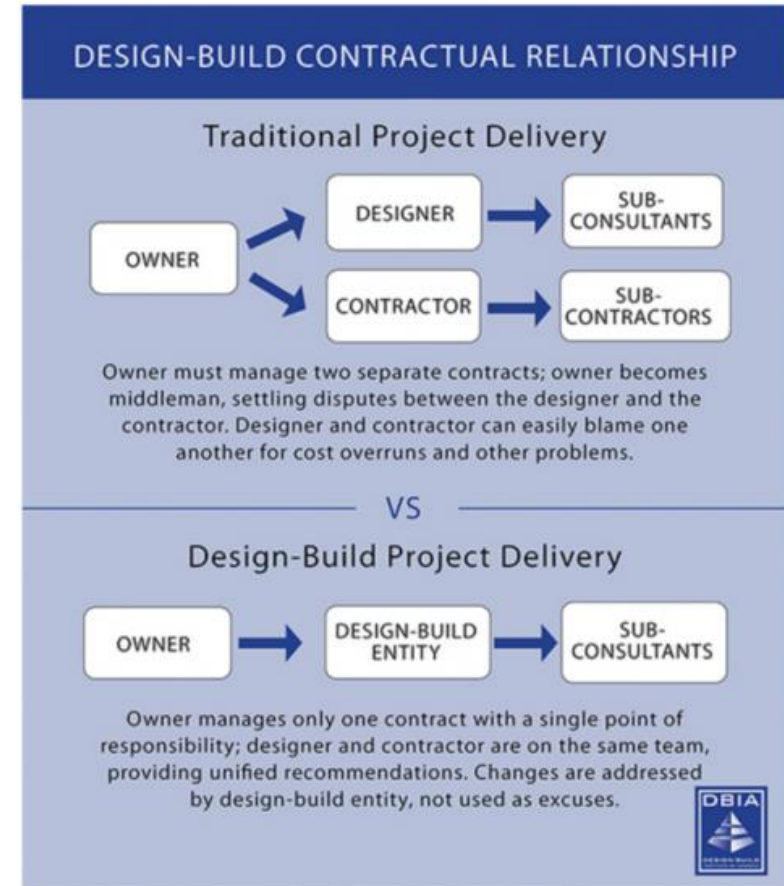 DESIGN-BUILD CONTRACTUAL RELATIONSHIP
Traditional Project Delivery
OWNER
DESIGNER
SUB-
CONSULTANTS
CONTRACTOR
SUB-
CONTRACTORS
Owner must manage two separate contracts; owner becomes
middleman, settling disputes between the designer and the
contractor. Designer and contractor can easily blame one
another for cost overruns and other problems.
VS
Design-Build Project Delivery
OWNER
DESIGN-BUILD
ENTITY
SUB-
CONSULTANTS
Owner manages only one contract with a single point of
responsibility; designer and contractor are on the same team,
providing unified recommendations. Changes are addressed
by design-build entity, not used as excuses.
DBIA